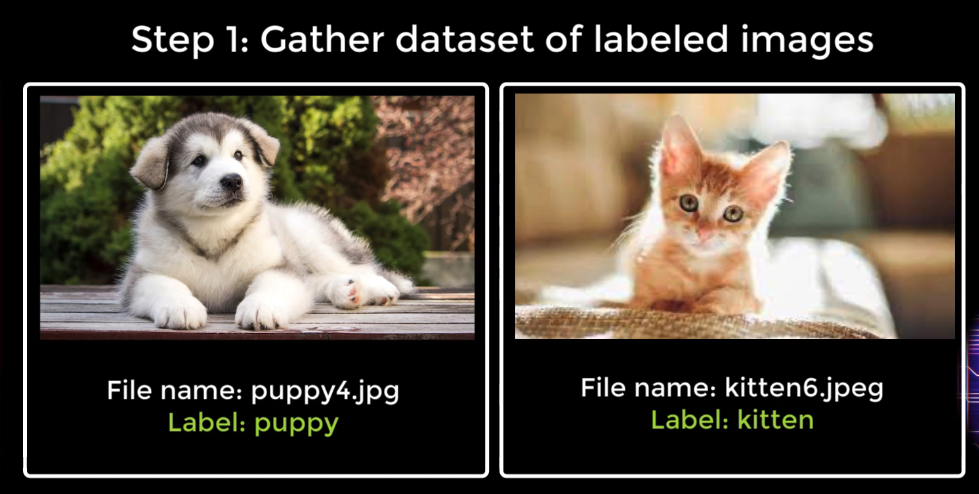 Step 1: Gather dataset of labeled images
File name: puppy4.jpg
Label: puppy
File name: kitten6.jpeg
Label: kitten